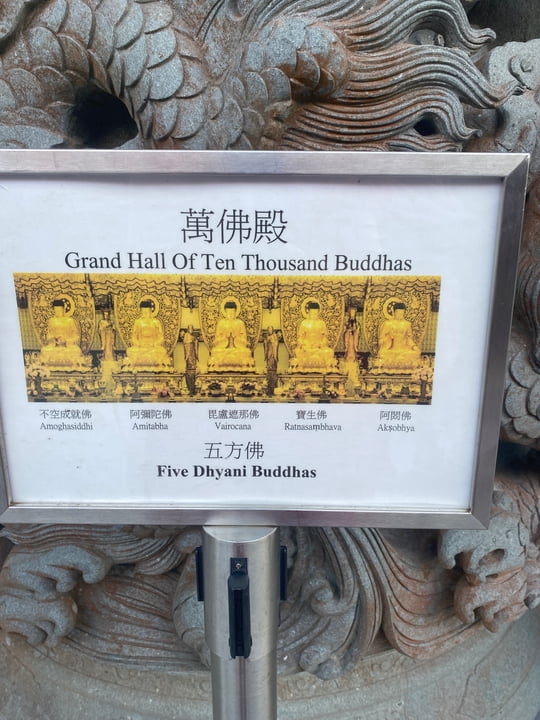 萬佛殿
Grand Hall Of Ten Thousand Buddhas
不空成就佛 阿彌陀佛 毘盧遮那佛 寶生佛 阿閦佛
Amoghasiddhi Amitabha Vairocana Ratnasaṃbhava Akṣobhya
五方佛
Five Dhyani Buddhas